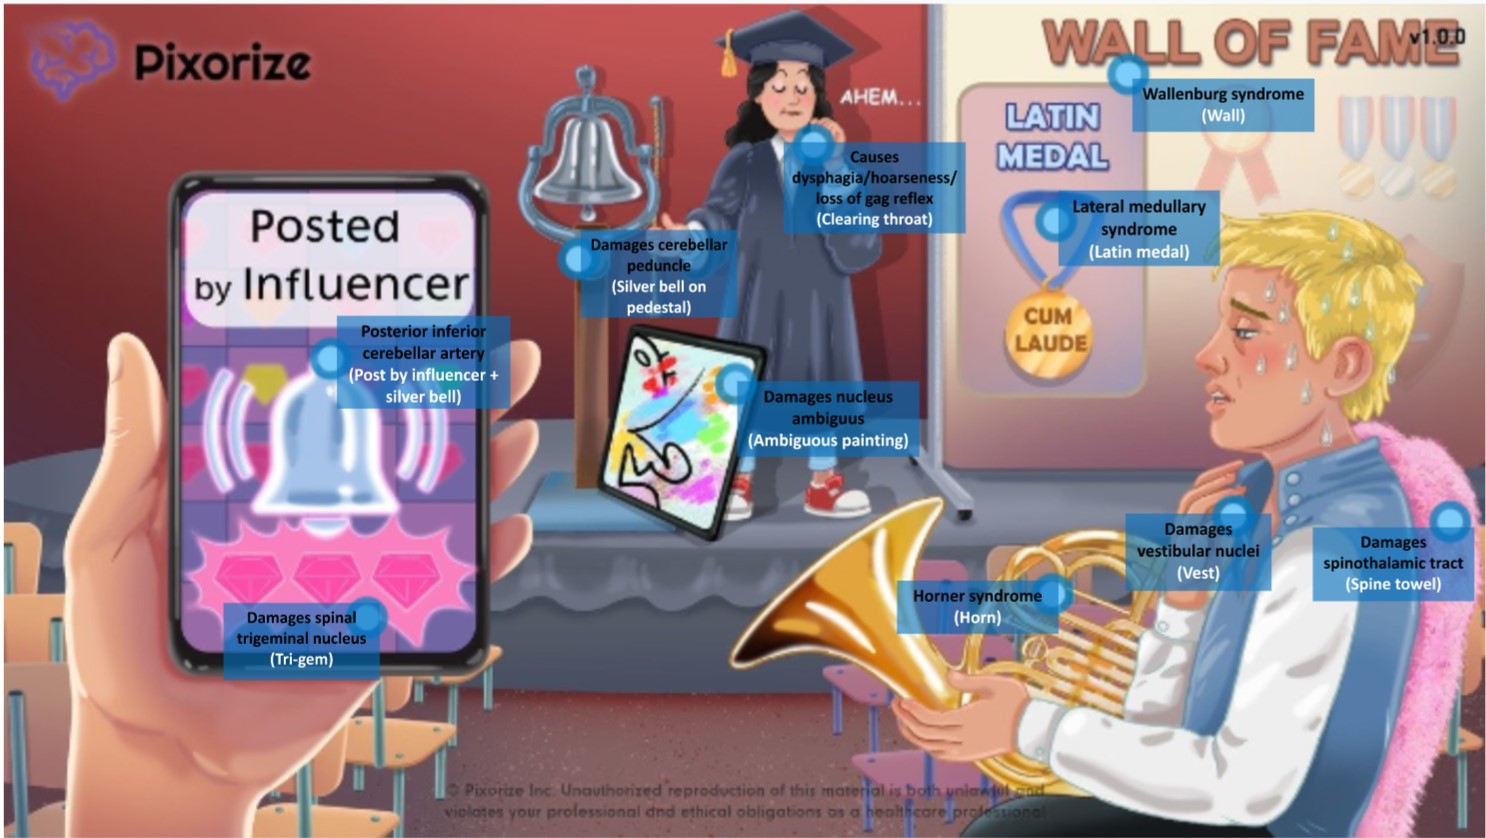 Pixorize
WALL OF FAME
v1.0.0
AHEM...
LATIN
MEDAL
Wallenburg syndrome
(Wall)
Causes
dysphagia/hoarseness/
loss of gag reflex
(Clearing throat)
Lateral medullary
syndrome
(Latin medal)
Posted
by Influencer
Damages cerebellar
peduncle
(Silver bell on
pedestal)
CUM
LAUDE
Posterior inferior
cerebellar artery
(Post by influencer +
silver bell)
Damages nucleus
ambiguus
(Ambiguous painting)
Damages
vestibular nuclei
(Vest)
Damages
spinothalamic tract
(Spine towel)
Horner syndrome
(Horn)
Damages spinal
trigeminal nucleus
(Tri-gem)
© Pixorize Inc. Unauthorized reproduction of this material is both unlawful and
violates your professional and ethical obligations as a healthcare professional